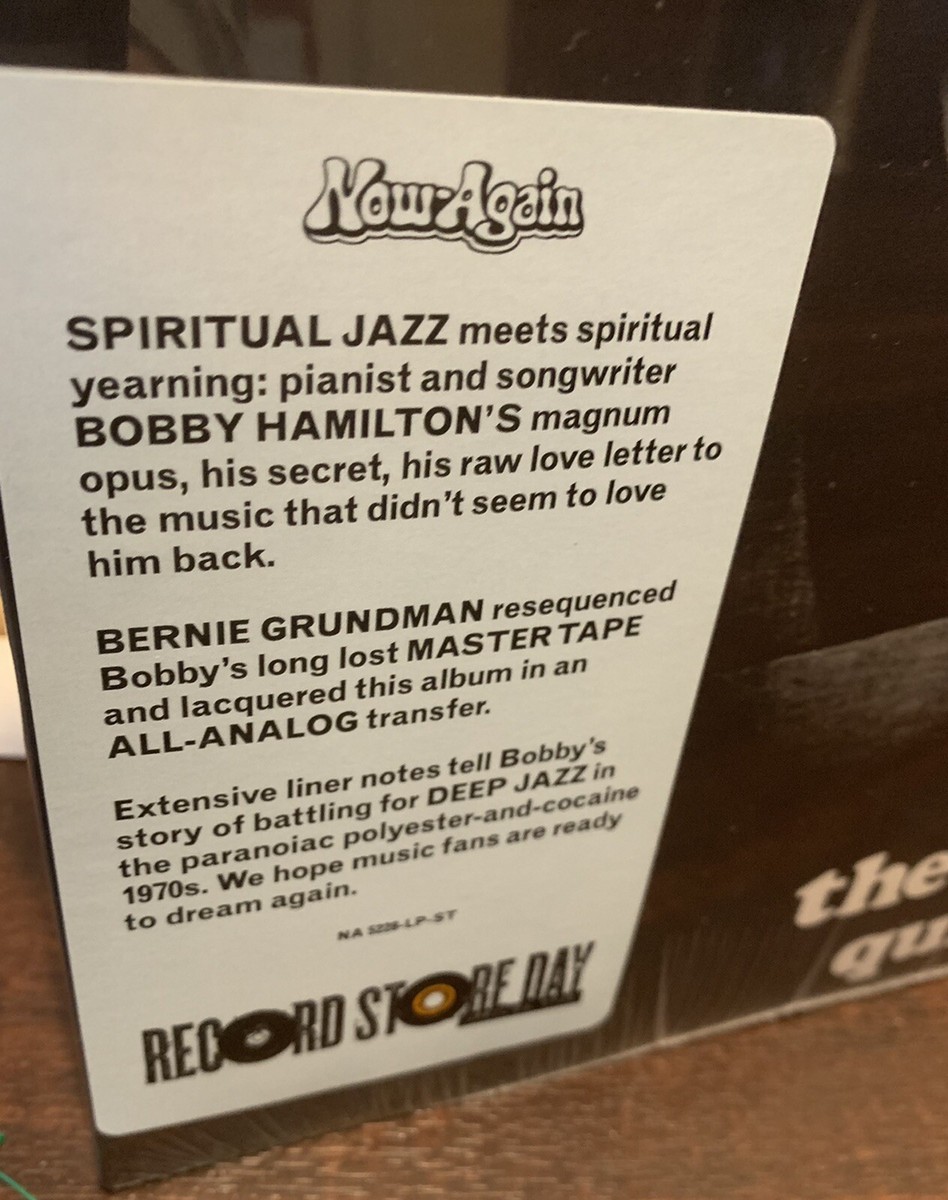 Now-Again
SPIRITUAL JAZZ meets spiritual
yearning: pianist and songwriter
BOBBY HAMILTON'S magnum
opus, his secret, his raw love letter to
the music that didn't seem to love
him back.
BERNIE GRUNDMAN resequenced
Bobby's long lost MASTER TAPE
and lacquered this album in an
ALL-ANALOG transfer.
Extensive liner notes tell Bobby's
story of battling for DEEP JAZZ in
the paranoiac polyester-and-cocaine
1970s. We hope music fans are ready
to dream again.
NA 5228-LP-ST
RECORD STORE DAY
the